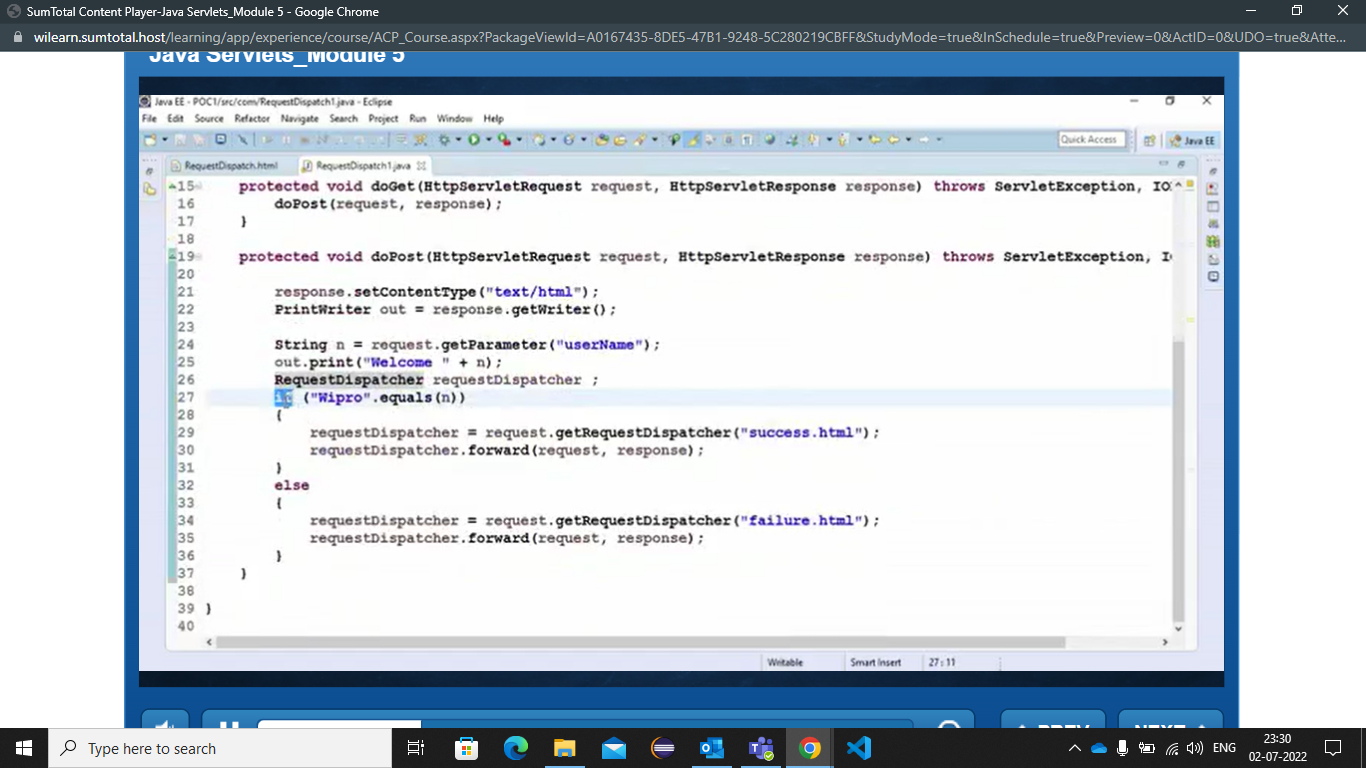 SumTotal Content Player-Java Servlets_Module 5 - Google Chrome
wilearn.sumtotal.host/learning/app/experience/course/ACP_Course.aspx?PackageViewId=A0167435-8DE5-47B1-9248-5C280219CBFF&StudyMode=true&InSchedule=true&Preview=0&ActID=0&UDO=true&Atte...
Java Servlets_Module 5
Java EE - POC1/src/com/RequestDispatch1.java - Eclipse
File Edit Source Refactor Navigate Search Project Run Window Help
Quick Access Java EE
RequestDispatch.html RequestDispatch1.java
15 protected void doGet(HttpServletRequest request, HttpServletResponse response) throws ServletException, IO
16 doPost(request, response);
17 }
18
19 protected void doPost(HttpServletRequest request, HttpServletResponse response) throws ServletException, I
20
21 response.setContentType("text/html");
22 PrintWriter out = response.getWriter();
23
24 String n = request.getParameter("userName");
25 out.print("Welcome " + n);
26 RequestDispatcher requestDispatcher ;
27 if ("Wipro".equals(n))
28 {
29 requestDispatcher = request.getRequestDispatcher("success.html");
30 requestDispatcher.forward(request, response);
31 }
32 else
33 {
34 requestDispatcher = request.getRequestDispatcher("failure.html");
35 requestDispatcher.forward(request, response);
36 }
37 }
38
39 }
40
Writable Smart Insert 27 : 11
PREV NEXT
Type here to search
ENG
23:30
02-07-2022